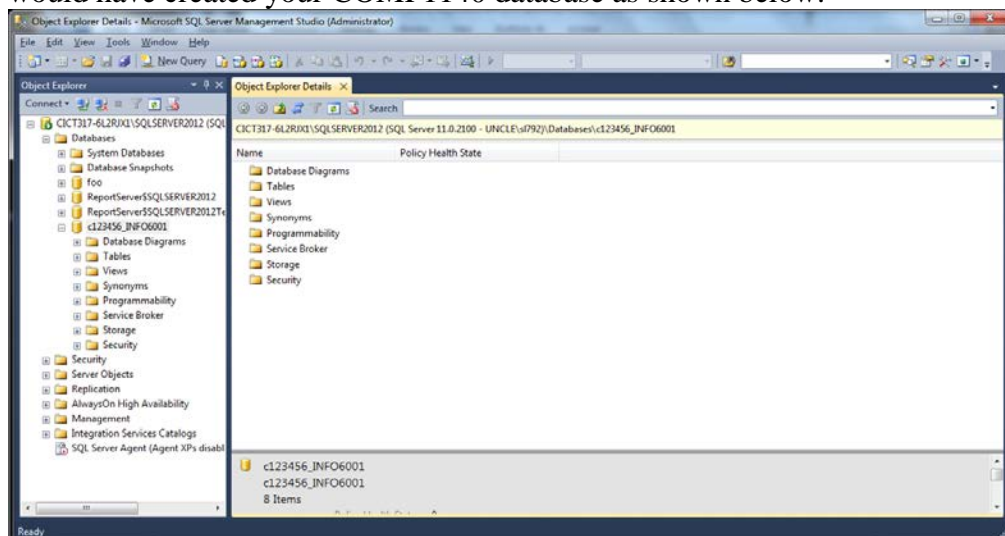 would have created your COMP1140 database as shown below.
Object Explorer Details - Microsoft SQL Server Management Studio (Administrator)
File Edit View Tools Window Help
New Query
Object Explorer
Connect
CICT317-6L2RJX1\SQLSERVER2012 (SQL
Databases
System Databases
Database Snapshots
foo
ReportServer$SQLSERVER2012
ReportServer$SQLSERVER2012Te
c123456_INFO6001
Database Diagrams
Tables
Views
Synonyms
Programmability
Service Broker
Storage
Security
Security
Server Objects
Replication
AlwaysOn High Availability
Management
Integration Services Catalogs
SQL Server Agent (Agent XPs disabl
Object Explorer Details
Search
CICT317-6L2RJX1\SQLSERVER2012 (SQL Server 11.0.2100 - UNCLE\sl792)\Databases\c123456_INFO6001
Name Policy Health State
Database Diagrams
Tables
Views
Synonyms
Programmability
Service Broker
Storage
Security
c123456_INFO6001
c123456_INFO6001
8 Items
Ready